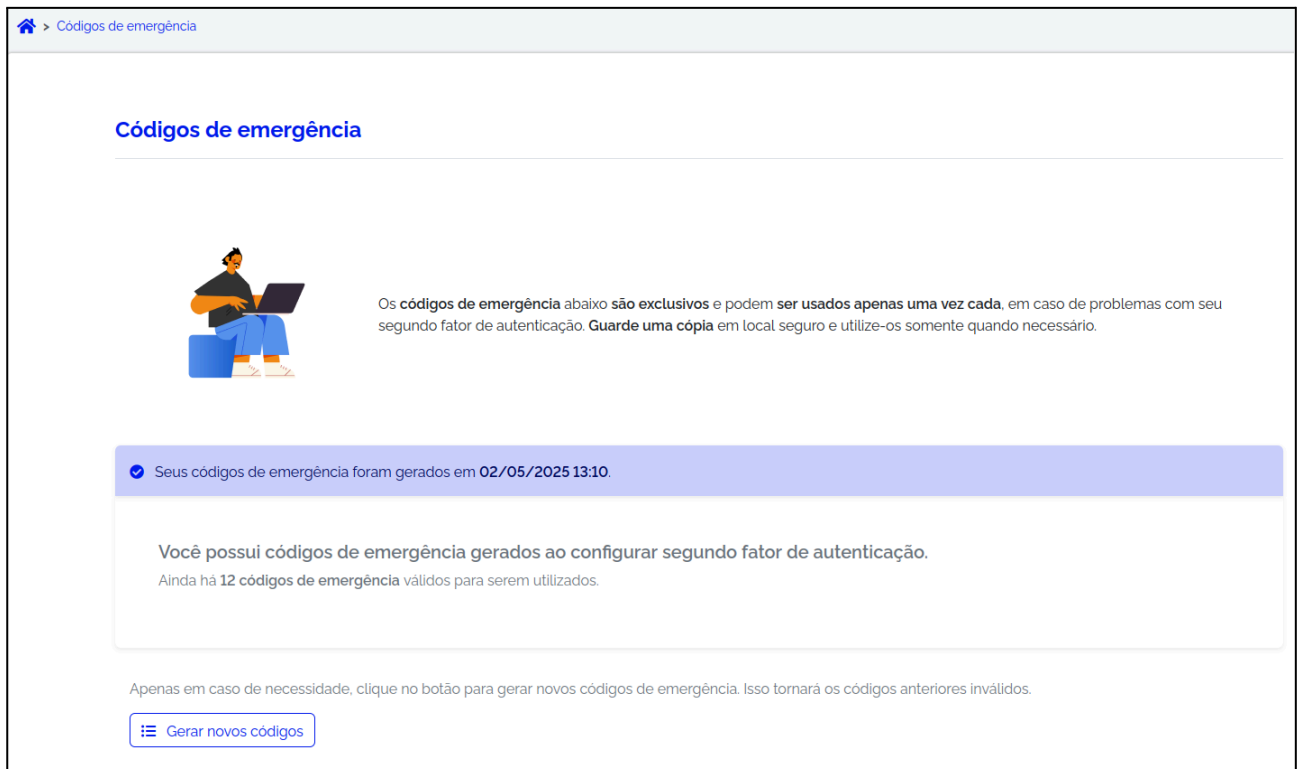 > Códigos de emergência
Códigos de emergência
Os códigos de emergência abaixo são exclusivos e podem ser usados apenas uma vez cada, em caso de problemas com seu
segundo fator de autenticação. Guarde uma cópia em local seguro e utilize-os somente quando necessário.
Seus códigos de emergência foram gerados em 02/05/2025 13:10.
Você possui códigos de emergência gerados ao configurar segundo fator de autenticação.
Ainda há 12 códigos de emergência válidos para serem utilizados.
Apenas em caso de necessidade, clique no botão para gerar novos códigos de emergência. Isso tornará os códigos anteriores inválidos.
Gerar novos códigos